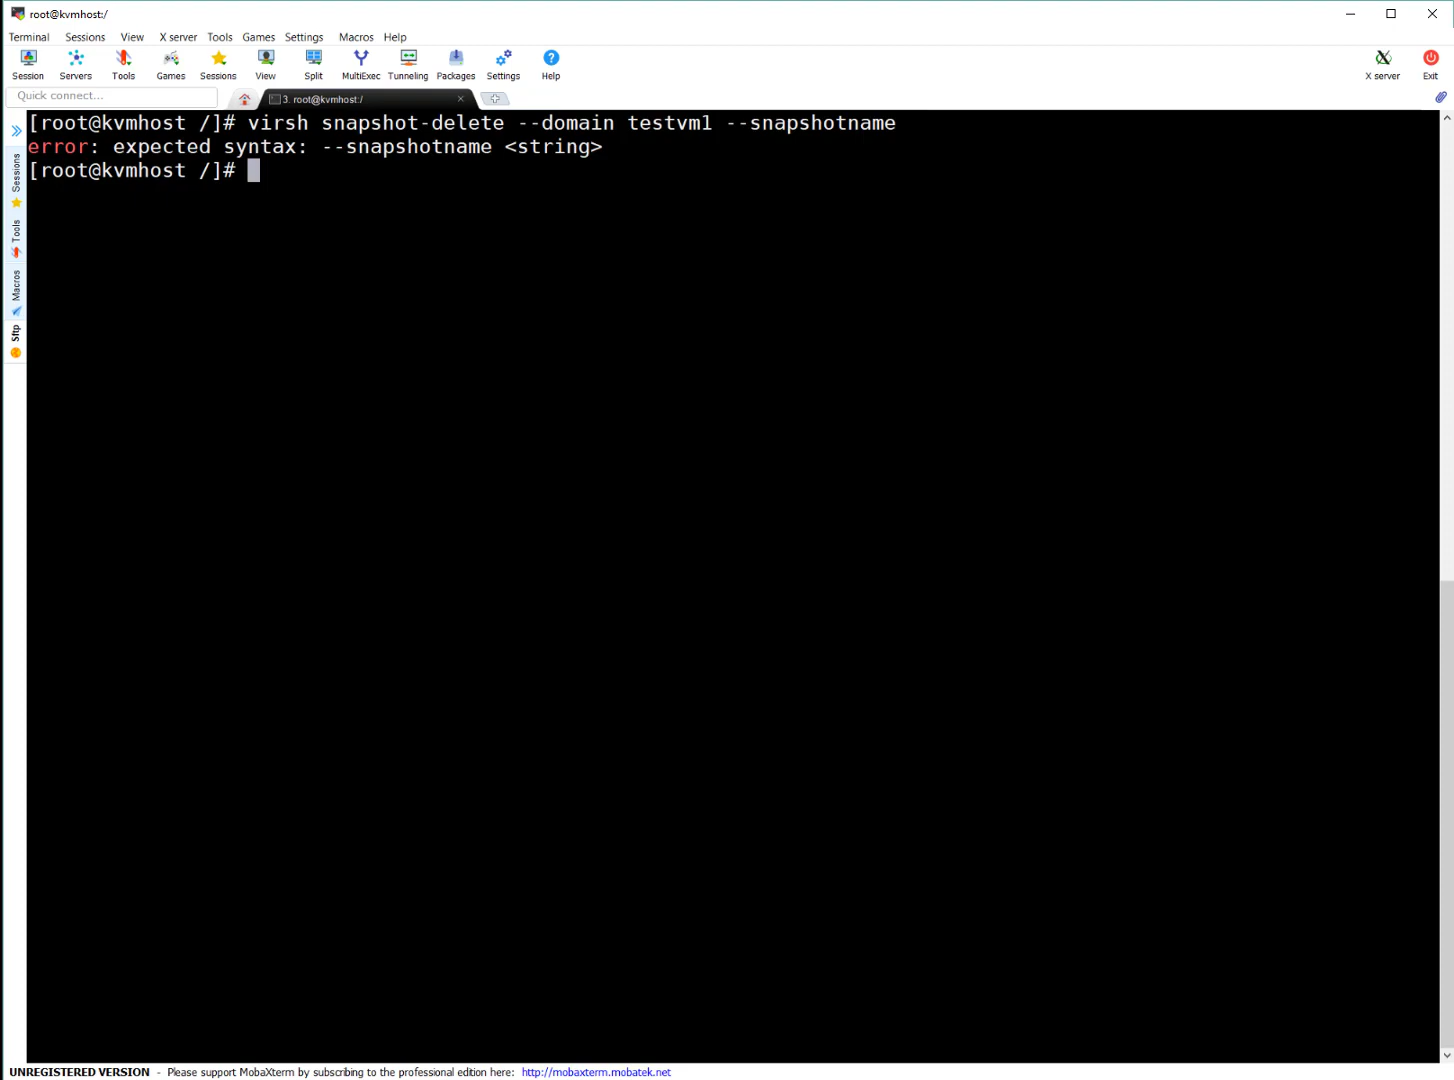 root@kvmhost:/
Terminal Sessions View X server Tools Games Settings Macros Help
Session Servers Tools Games Sessions View Split MultiExec Tunneling Packages Settings Help X server Exit
Quick connect... 3. root@kvmhost:/
[root@kvmhost /]# virsh snapshot-delete --domain testvm1 --snapshotname
error: expected syntax: --snapshotname <string>
[root@kvmhost /]#
Sessions
Tools
Macros
Sftp
UNREGISTERED VERSION - Please support MobaXterm by subscribing to the professional edition here: http://mobaxterm.mobatek.net